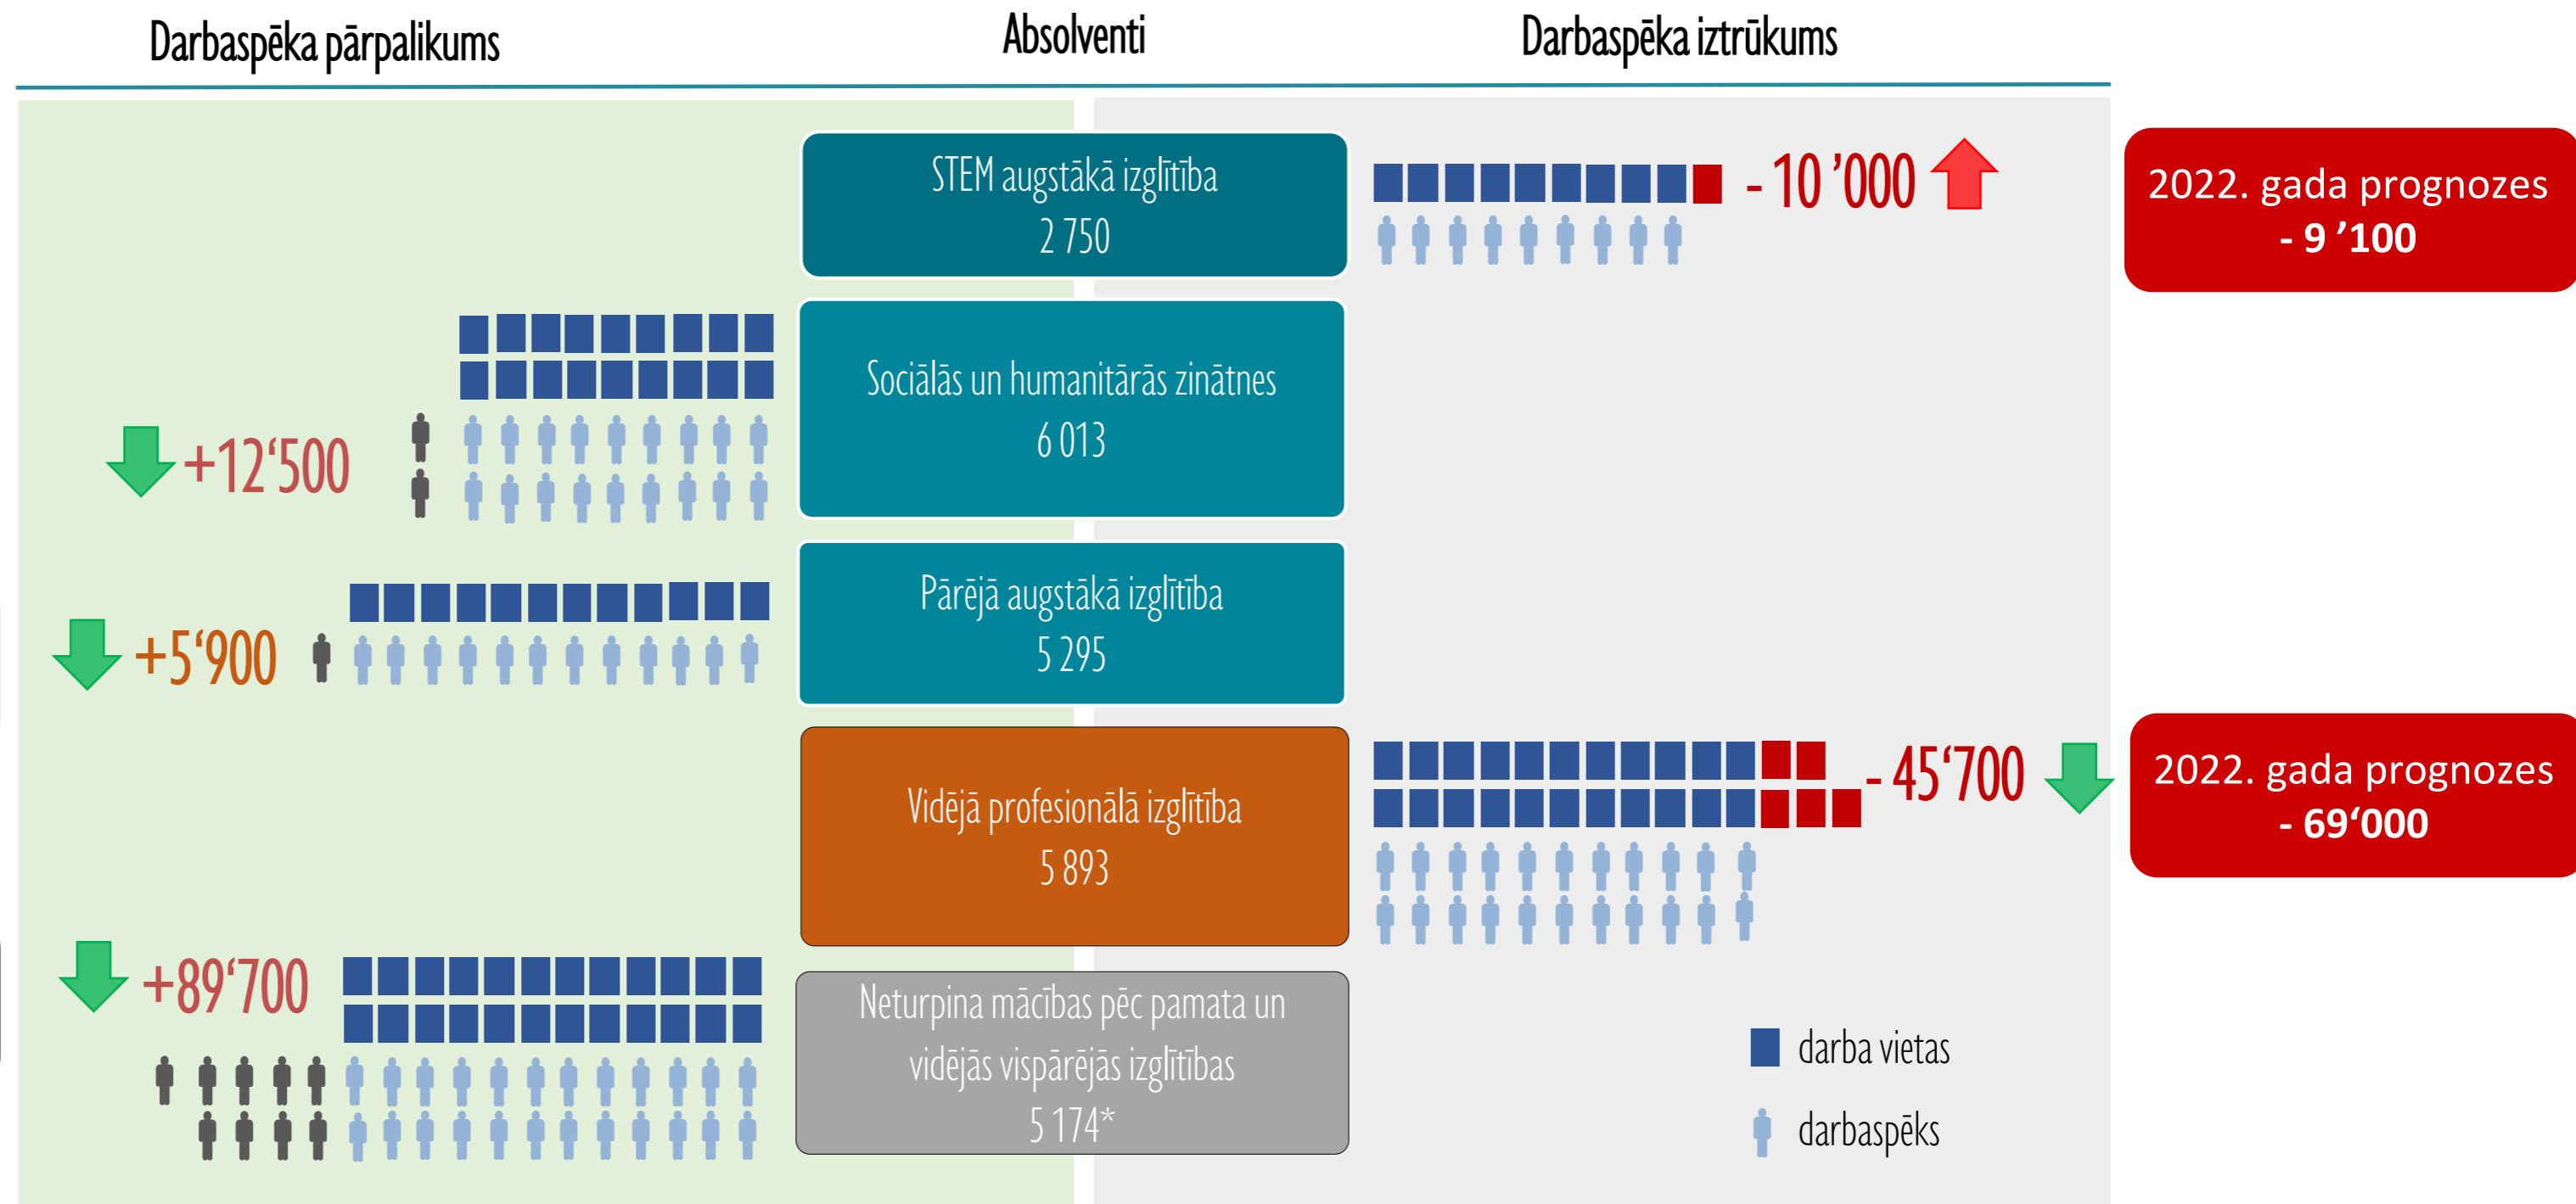 Darbaspēka pārpalikums
Absolventi
Darbaspēka iztrūkums
STEM augstākā izglītība
2 750
- 10 ’000
2022. gada prognozes
- 9 ’100
Sociālās un humanitārās zinātnes
6 013
+12‘500
Pārējā augstākā izglītība
5 295
+5‘900
Vidējā profesionālā izglītība
5 893
- 45‘700
2022. gada prognozes
- 69‘000
+89‘700
Neturpina mācības pēc pamata un
vidējās vispārējās izglītības
5 174*
darba vietas
darbaspēks